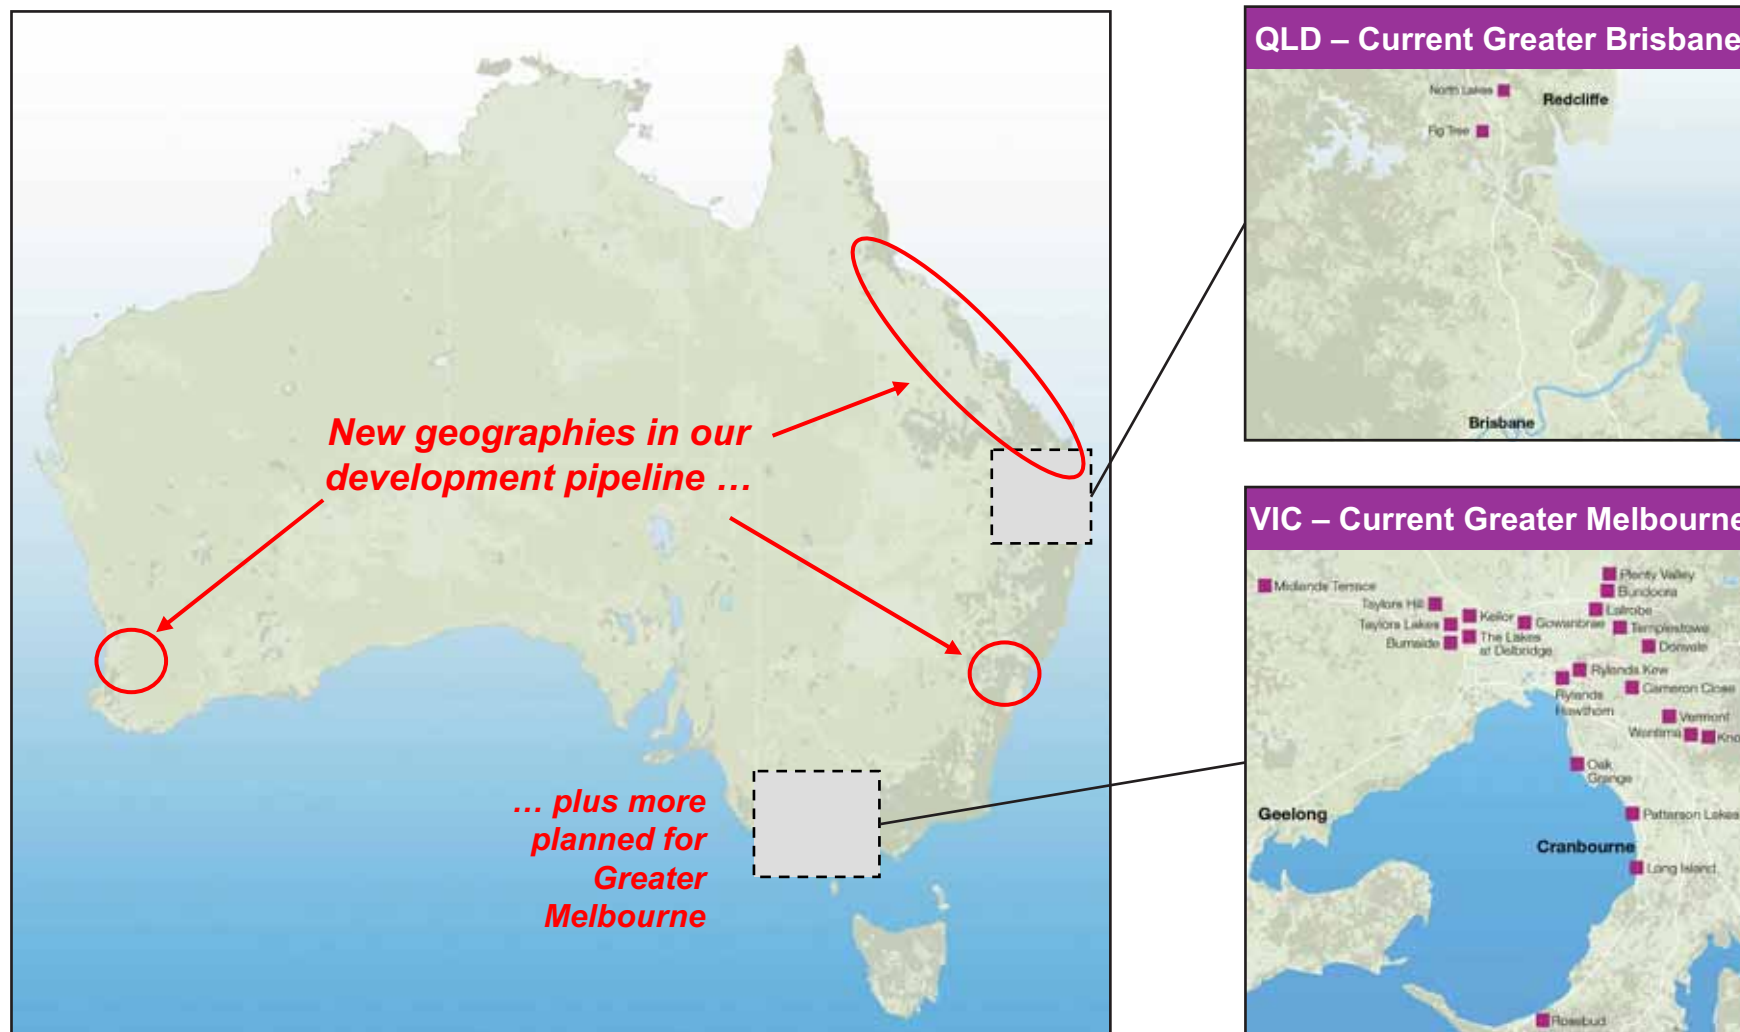 New geographies in our
development pipeline …
… plus more
planned for
Greater
Melbourne
QLD – Current Greater Brisbane
North Lakes
Redcliffe
Fig Tree
Brisbane
VIC – Current Greater Melbourne
Midlands Terrace
Plenty Valley
Bundoora
Taylors Hill
Latrobe
Keilor
Gowanbrae
Templestowe
Taylors Lakes
Burnside
The Lakes
at Delbridge
Donvale
Rylands Kew
Cameron Close
Rylands
Hawthorn
Vermont
Wantirna
Kno
Oak
Grange
Geelong
Patterson Lakes
Cranbourne
Long Island
Rosebud